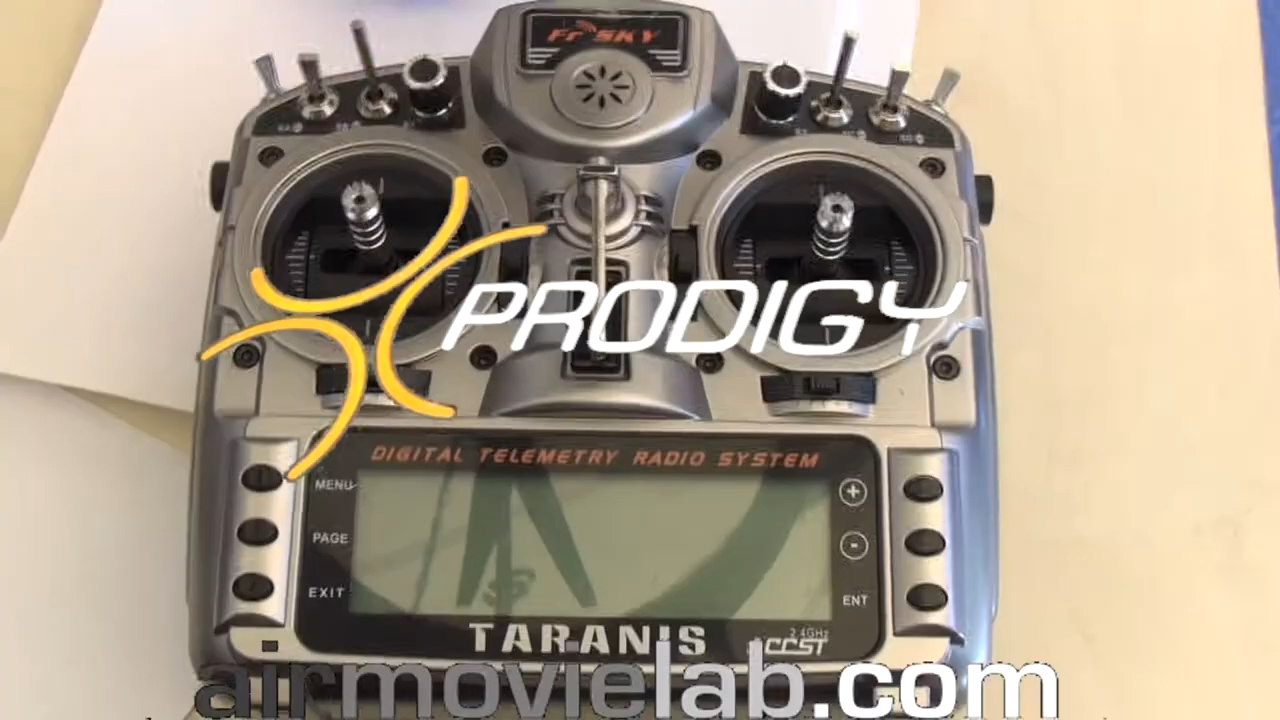 FrSKY
PRODIGY
DIGITAL TELEMETRY RADIO SYSTEM
MENU
PAGE
EXIT
+
-
ENT
TARANIS
2.4GHz
ACCST
airmovielab.com